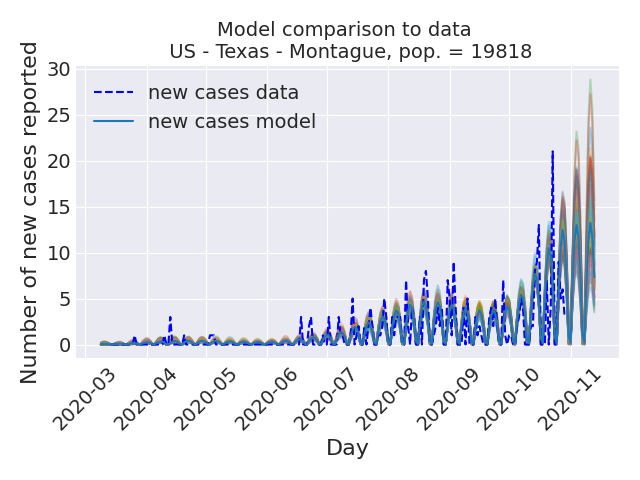 Model comparison to data
US - Texas - Montague, pop. = 19818
Number of new cases reported
30
25
20
15
10
5
0
new cases data
new cases model
2020-03
2020-04
2020-05
2020-06
2020-07
2020-08
2020-09
2020-10
2020-11
Day